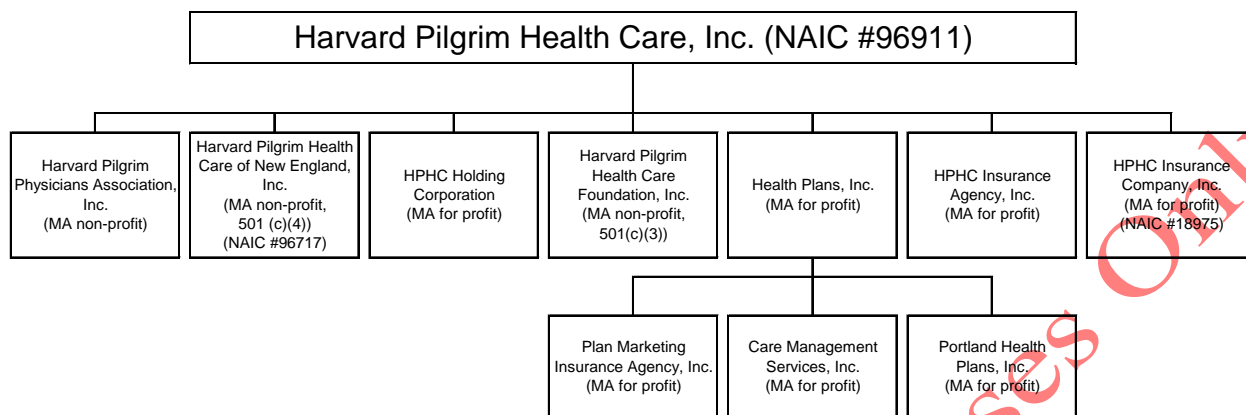 Harvard Pilgrim Health Care, Inc. (NAIC #96911)
Harvard Pilgrim
Physicians Association,
Inc.
(MA non-profit)
Harvard Pilgrim Health
Care of New England,
Inc.
(MA non-profit,
501 (c)(4))
(NAIC #96717)
HPHC Holding
Corporation
(MA for profit)
Harvard Pilgrim
Health Care
Foundation, Inc.
(MA non-profit,
501(c)(3))
Health Plans, Inc.
(MA for profit)
HPHC Insurance
Agency, Inc.
(MA for profit)
HPHC Insurance
Company, Inc.
(MA for profit)
(NAIC #18975)
Plan Marketing
Insurance Agency, Inc.
(MA for profit)
Care Management
Services, Inc.
(MA for profit)
Portland Health
Plans, Inc.
(MA for profit)